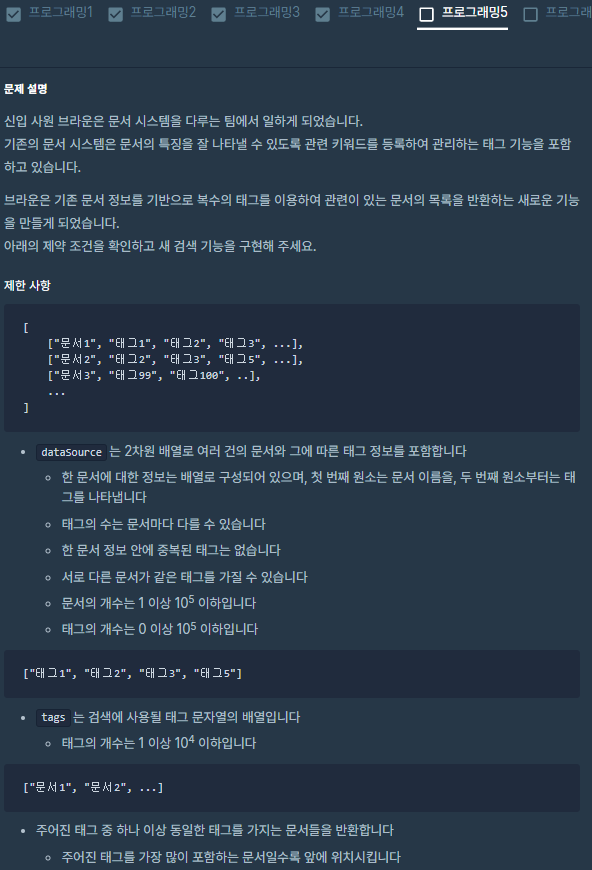 프로그래밍1 프로그래밍2 프로그래밍3 프로그래밍4 프로그래밍5 프로그래
문제 설명
신입 사원 브라운은 문서 시스템을 다루는 팀에서 일하게 되었습니다.
기존의 문서 시스템은 문서의 특징을 잘 나타낼 수 있도록 관련 키워드를 등록하여 관리하는 태그 기능을 포함
하고 있습니다.
브라운은 기존 문서 정보를 기반으로 복수의 태그를 이용하여 관련이 있는 문서의 목록을 반환하는 새로운 기능
을 만들게 되었습니다.
아래의 제약 조건을 확인하고 새 검색 기능을 구현해 주세요.
제한 사항
[
["문서1", "태그1", "태그2", "태그3", ...],
["문서2", "태그2", "태그3", "태그5", ...],
["문서3", "태그99", "태그100", ..],
...
]
• dataSource 는 2차원 배열로 여러 건의 문서와 그에 따른 태그 정보를 포함합니다
◦ 한 문서에 대한 정보는 배열로 구성되어 있으며, 첫 번째 원소는 문서 이름을, 두 번째 원소부터는 태
그를 나타냅니다
◦ 태그의 수는 문서마다 다를 수 있습니다
◦ 한 문서 정보 안에 중복된 태그는 없습니다
◦ 서로 다른 문서가 같은 태그를 가질 수 있습니다
◦ 문서의 개수는 1 이상 10⁵ 이하입니다
◦ 태그의 개수는 0 이상 10⁵ 이하입니다
["태그1", "태그2", "태그3", "태그5"]
• tags 는 검색에 사용될 태그 문자열의 배열입니다
◦ 태그의 개수는 1 이상 10⁴ 이하입니다
["문서1", "문서2", ...]
• 주어진 태그 중 하나 이상 동일한 태그를 가지는 문서들을 반환합니다
◦ 주어진 태그를 가장 많이 포함하는 문서일수록 앞에 위치시킵니다